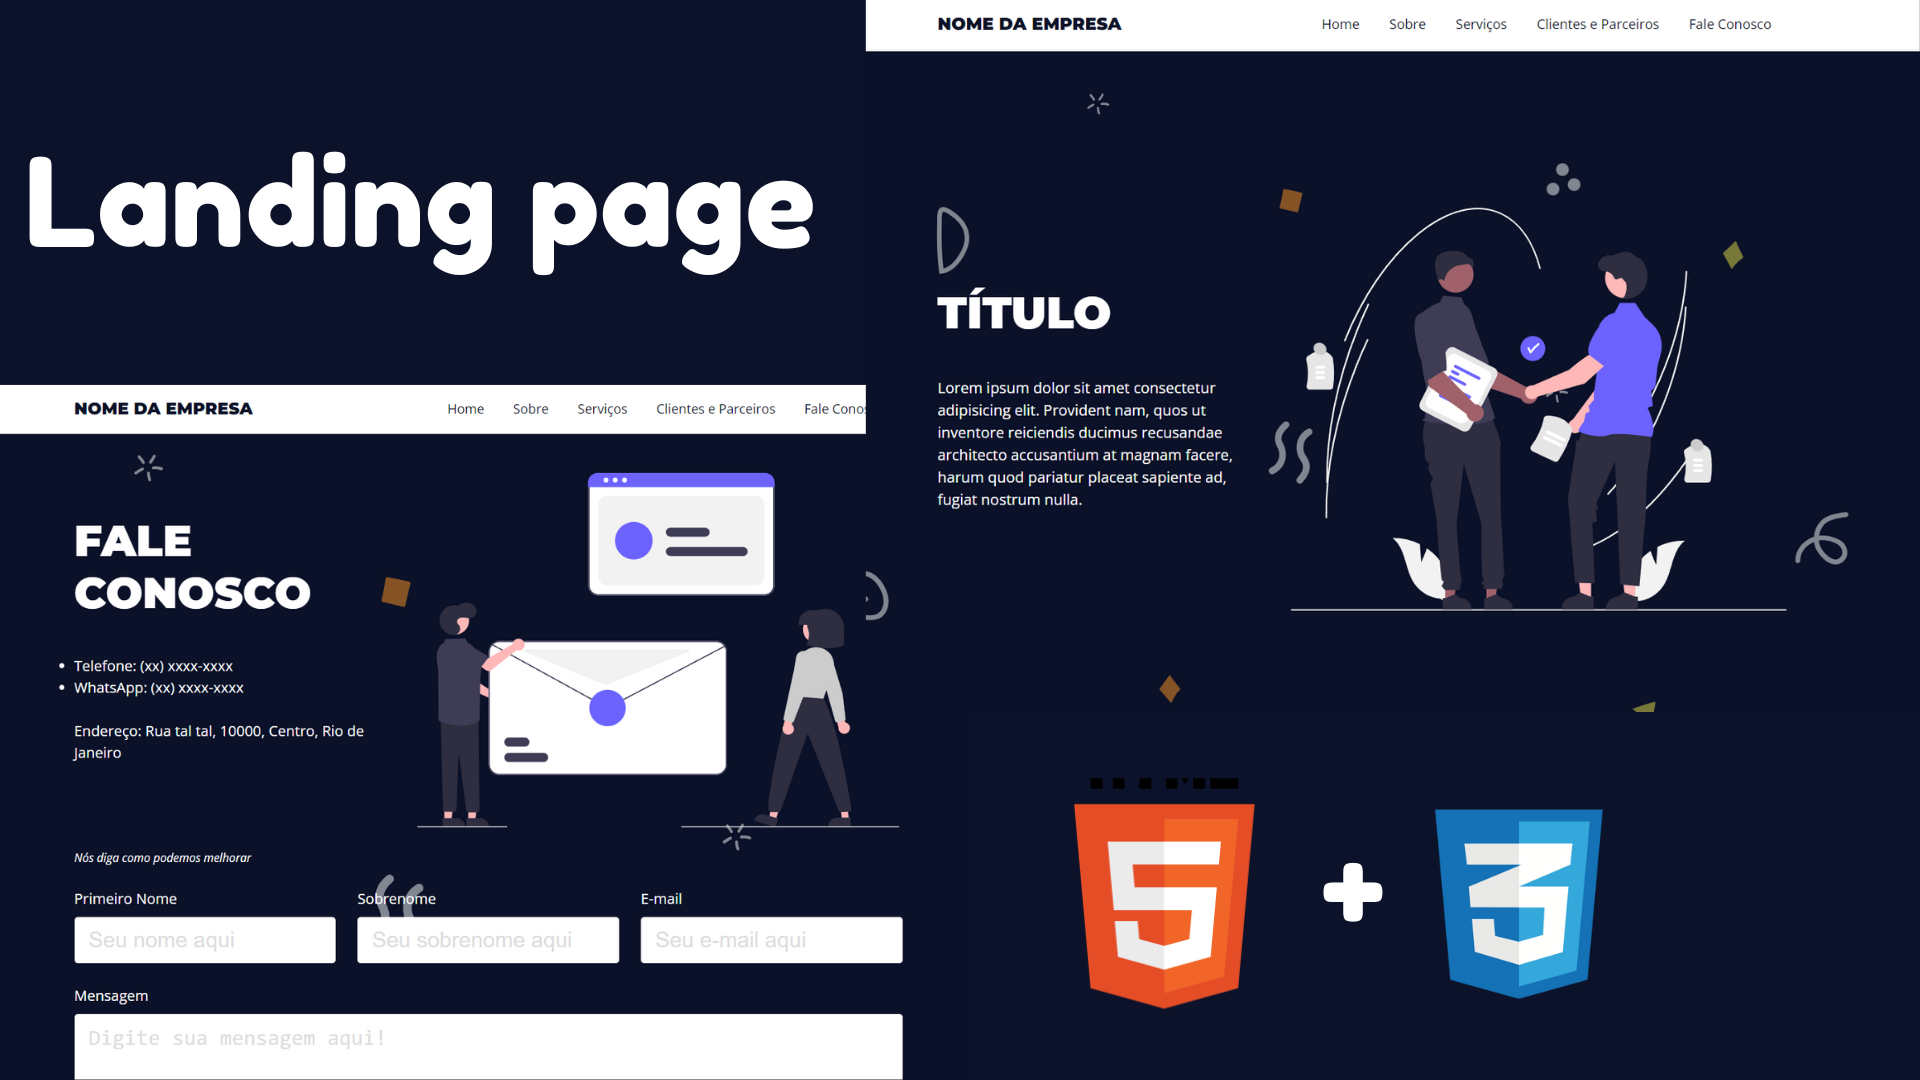 Landing page
NOME DA EMPRESA
Home
Sobre
Serviços
Clientes e Parceiros
Fale Conosco
TÍTULO
Lorem ipsum dolor sit amet consectetur
adipisicing elit. Provident nam, quos ut
inventore reiciendis ducimus recusandae
architecto accusantium at magnam facere,
harum quod pariatur placeat sapiente ad,
fugiat nostrum nulla.
NOME DA EMPRESA
Home
Sobre
Serviços
Clientes e Parceiros
Fale Conos
FALE
CONOSCO
Telefone: (xx) xxxx-xxxx
WhatsApp: (xx) xxxx-xxxx
Endereço: Rua tal tal, 10000, Centro, Rio de
Janeiro
Nós diga como podemos melhorar
Primeiro Nome
Sobrenome
E-mail
Seu nome aqui
Seu sobrenome aqui
Seu e-mail aqui
Mensagem
Digite sua mensagem aqui!
5
+
3